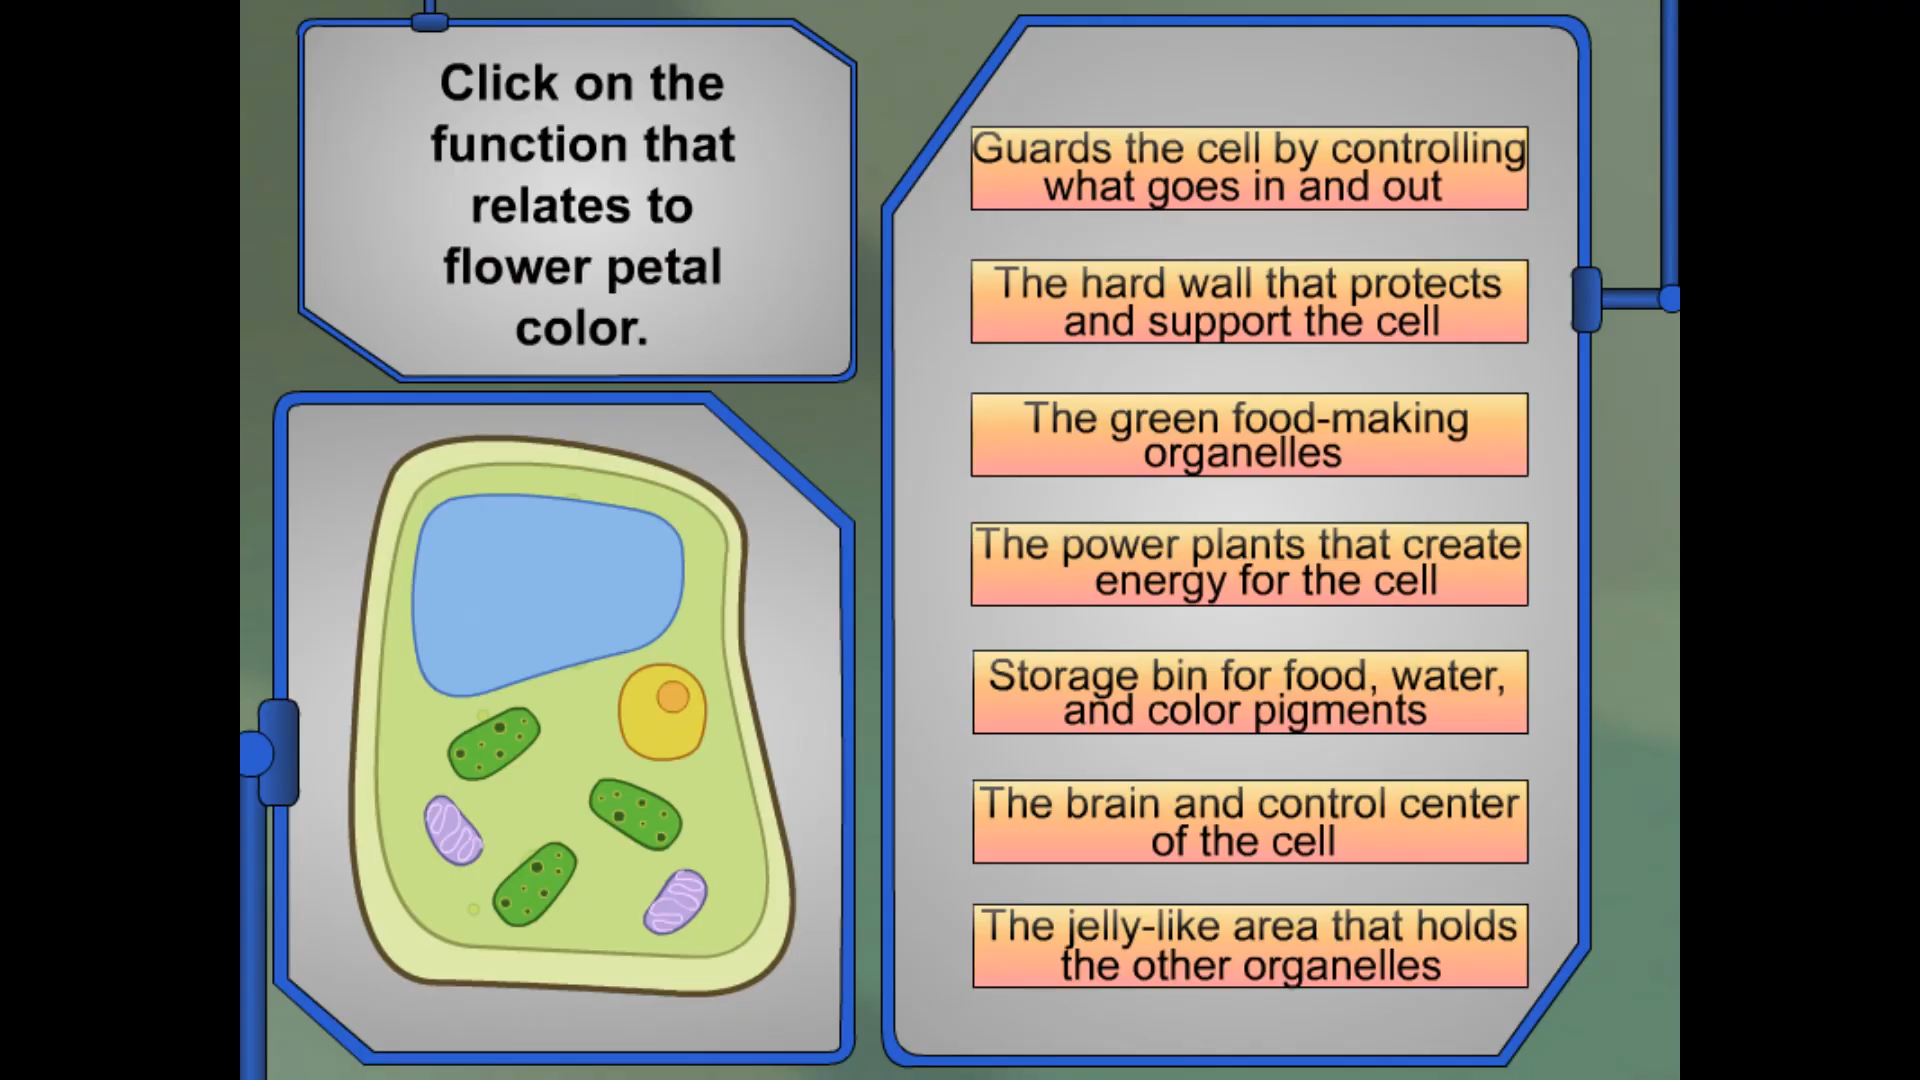 Click on the
function that
relates to
flower petal
color.
Guards the cell by controlling
what goes in and out
The hard wall that protects
and support the cell
The green food-making
organelles
The power plants that create
energy for the cell
Storage bin for food, water,
and color pigments
The brain and control center
of the cell
The jelly-like area that holds
the other organelles